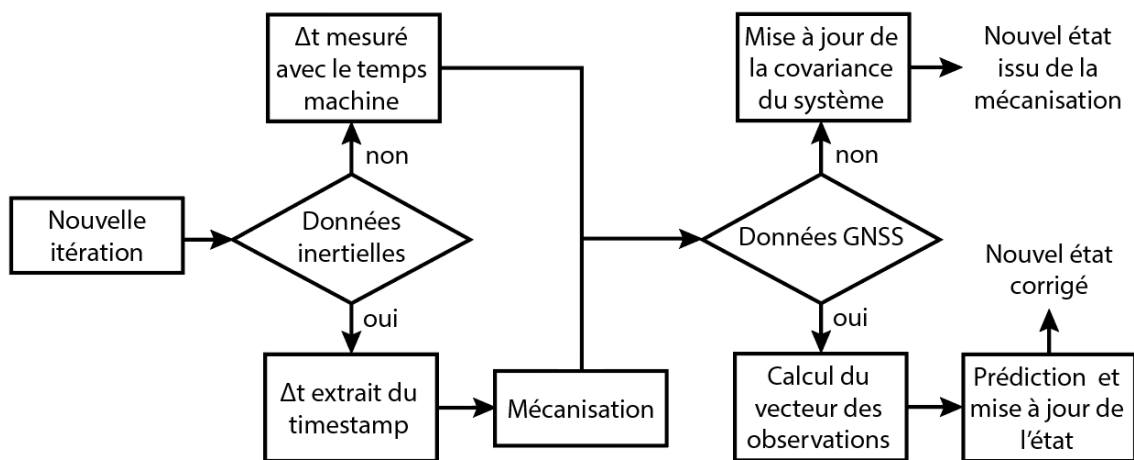 Nouvelle
itération
Données
inertielles
non
Δt mesuré
avec le temps
machine
oui
Δt extrait du
timestamp
Mécanisation
Données GNSS
non
Mise à jour de
la covariance
du système
Nouvel état
issu de la
mécanisation
oui
Calcul du
vecteur des
observations
Prédiction et
mise à jour de
l'état
Nouvel état
corrigé